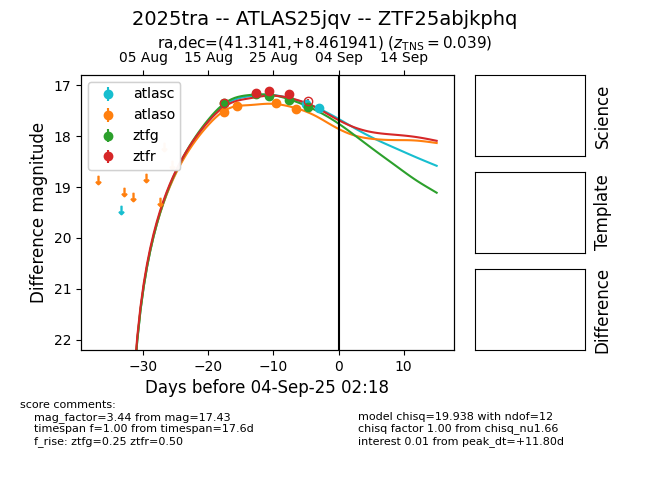 2025tra -- ATLAS25jqv -- ZTF25abjkphq
ra,dec=(41.3141,+8.461941) (zTNS = 0.039)
05 Aug 15 Aug 25 Aug 04 Sep 14 Sep
atlasc
atlaso
ztfg
ztfr
17
18
19
20
21
22
Difference magnitude
−30 −20 −10 0 10
Days before 04-Sep-25 02:18
Science
Template
Difference
score comments:
mag_factor=3.44 from mag=17.43
timespan f=1.00 from timespan=17.6d
f_rise: ztfg=0.25 ztfr=0.50
model chisq=19.938 with ndof=12
chisq factor 1.00 from chisq_nu1.66
interest 0.01 from peak_dt=+11.80d